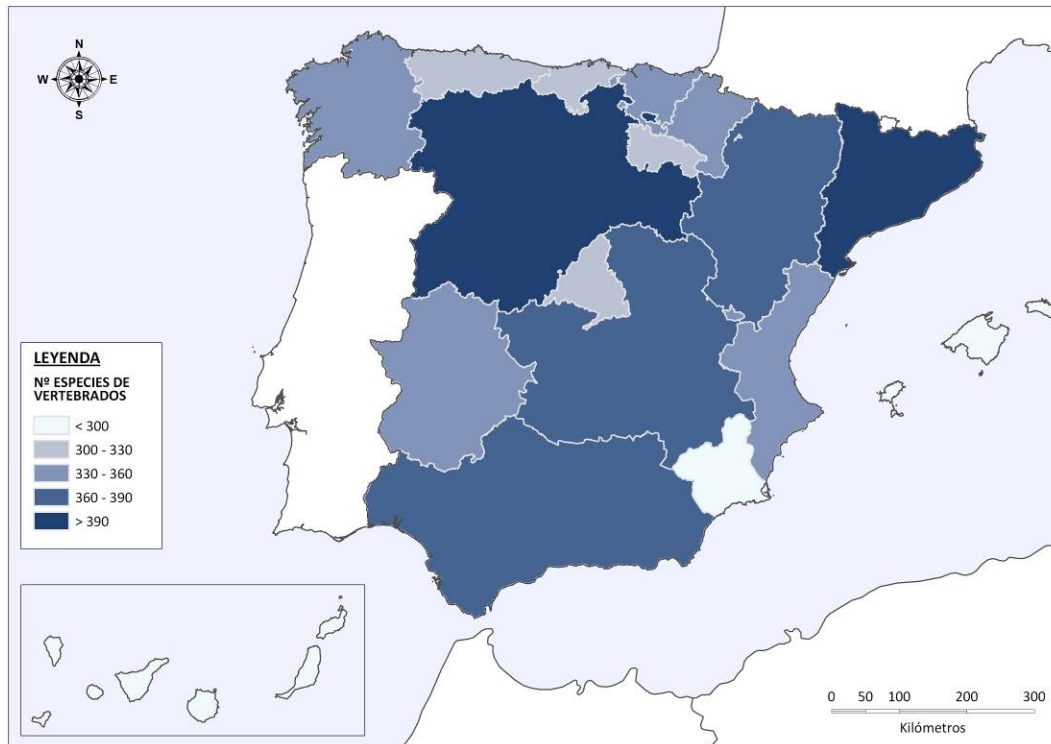 N
W E
S
LEYENDA
Nº ESPECIES DE
VERTEBRADOS
< 300
300 - 330
330 - 360
360 - 390
> 390
0 50 100 200 300
Kilómetros